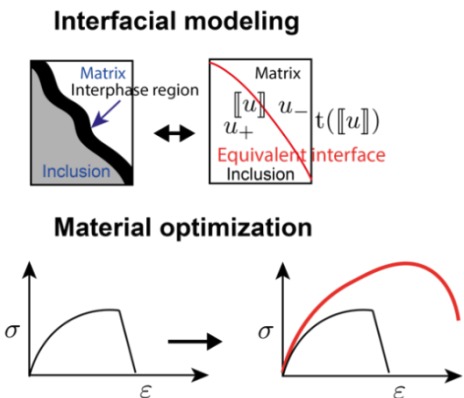 Interfacial modeling
Matrix
Interphase region
Inclusion
Matrix
⟦u⟧ u₋ t(⟦u⟧)
u₊
Equivalent interface
Inclusion
Material optimization
σ
ε
σ
ε